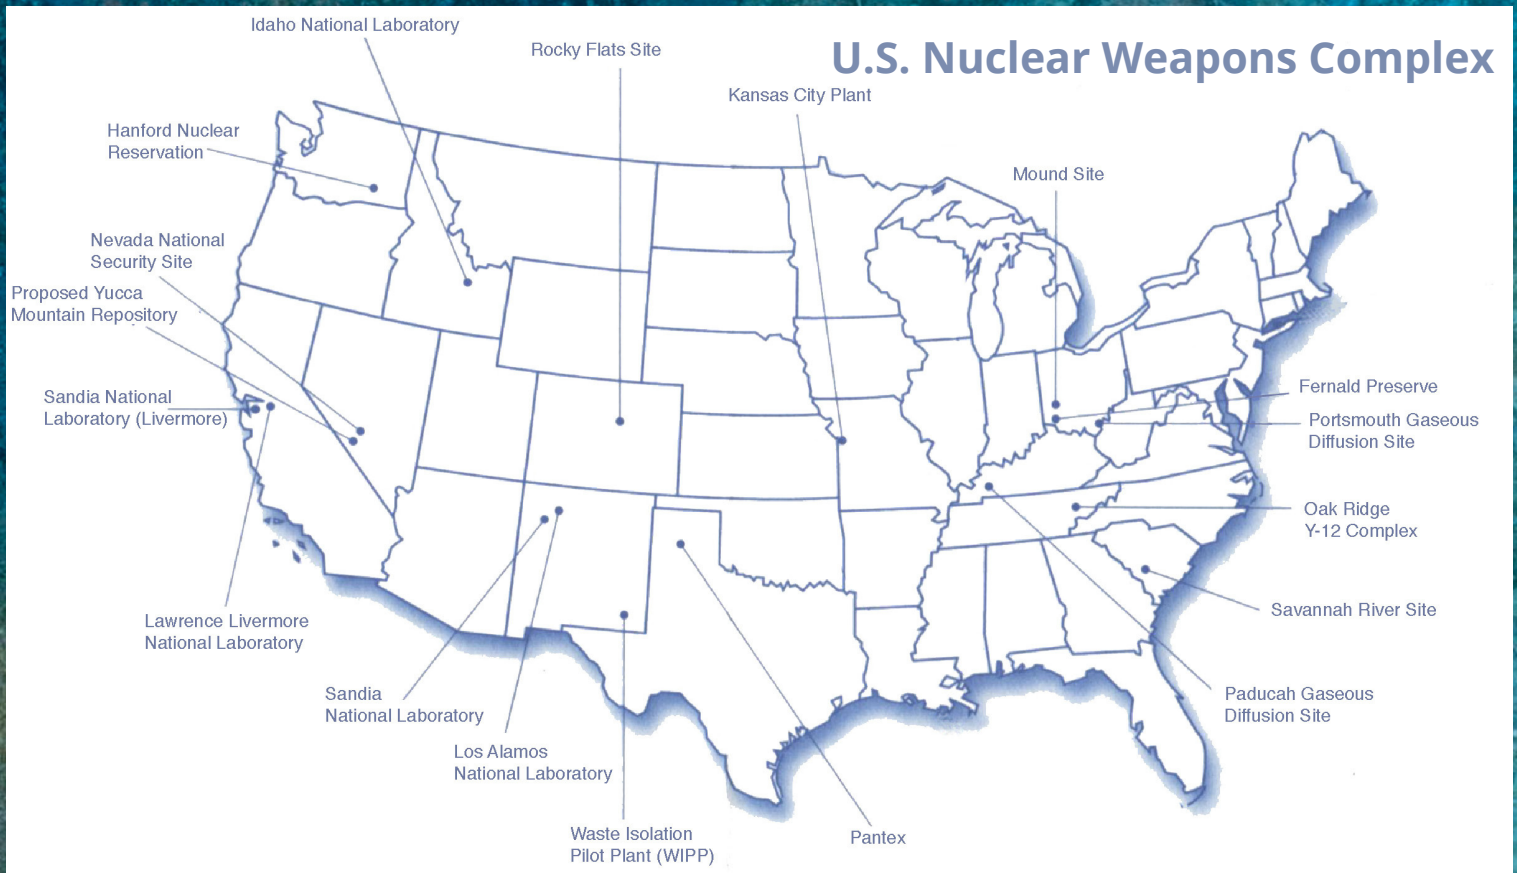 Idaho National Laboratory
Rocky Flats Site
U.S. Nuclear Weapons Complex
Kansas City Plant
Hanford Nuclear
Reservation
Mound Site
Nevada National
Security Site
Proposed Yucca
Mountain Repository
Sandia National
Laboratory (Livermore)
Fernald Preserve
Portsmouth Gaseous
Diffusion Site
Oak Ridge
Y-12 Complex
Savannah River Site
Lawrence Livermore
National Laboratory
Sandia
National Laboratory
Paducah Gaseous
Diffusion Site
Los Alamos
National Laboratory
Waste Isolation
Pilot Plant (WIPP)
Pantex